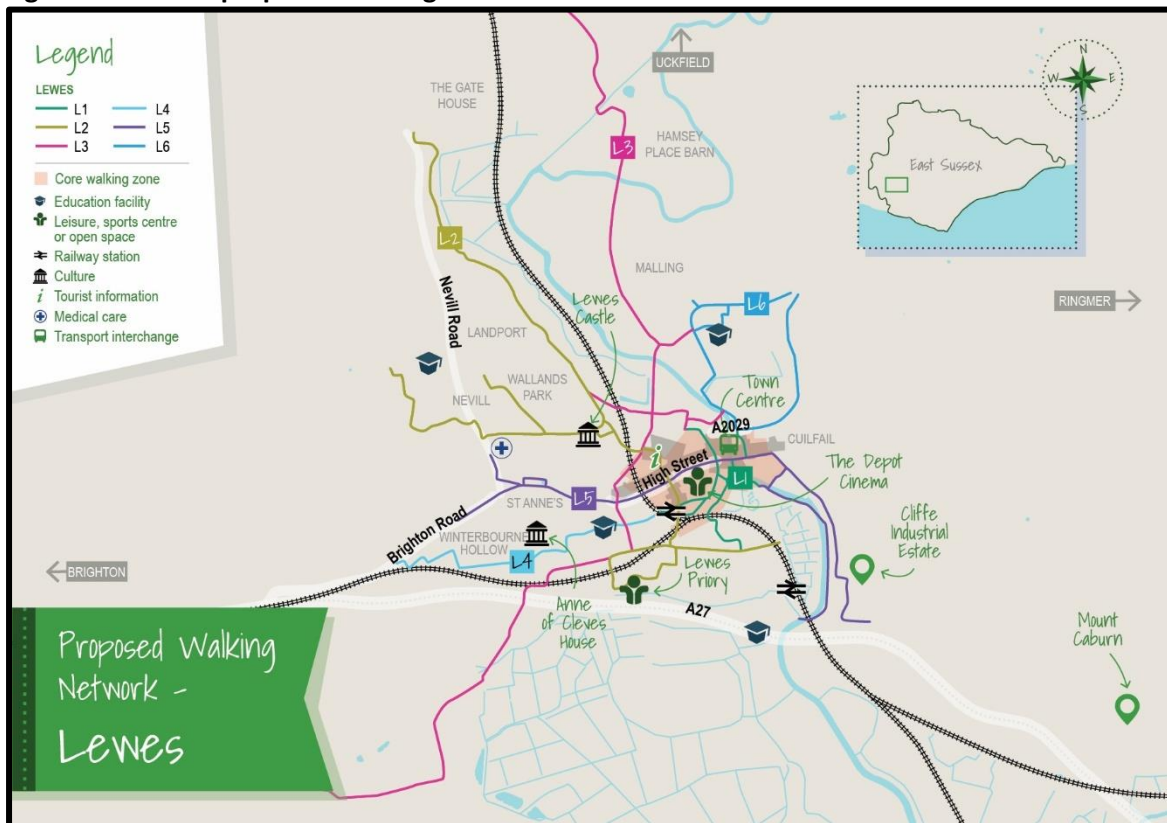 Legend
LEWES
L1
L2
L3
L4
L5
L6
Core walking zone
Education facility
Leisure, sports centre
or open space
Railway station
Culture
Tourist information
Medical care
Transport interchange
UCKFIELD
THE GATE
HOUSE
HAMSEY
PLACE BARN
L3
N
W
E
S
East Sussex
L2
Nevill Road
MALLING
Lewes
Castle
L6
RINGMER
LANDPORT
WALLANDS
PARK
NEVILL
Town
Centre
A2029
CUILFAIL
i
High Street
L1
The Depot
Cinema
ST ANNE'S
L5
Brighton Road
WINTERBOURNE
HOLLOW
L4
Cliffe
Industrial
Estate
BRIGHTON
Lewes
Priory
A27
Anne
of Cleves
House
Mount
Caburn
Proposed Walking
Network -
Lewes